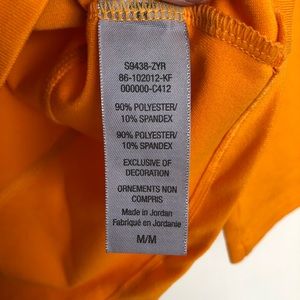 S9438-ZYR
86-102012-KF
000000-C412
90% POLYESTER/
10% SPANDEX
90% POLYESTER/
10% SPANDEX
EXCLUSIVE OF
DECORATION
ORNEMENTS NON
COMPRIS
Made in Jordan
Fabriqué en Jordanie
M/M